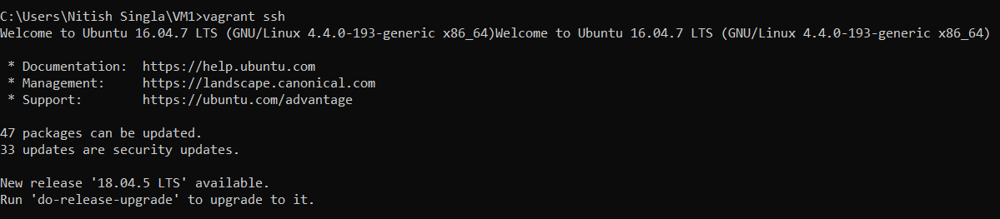 C:\Users\Nitish Singla\VM1>vagrant ssh
Welcome to Ubuntu 16.04.7 LTS (GNU/Linux 4.4.0-193-generic x86_64)Welcome to Ubuntu 16.04.7 LTS (GNU/Linux 4.4.0-193-generic x86_64)
 * Documentation:  https://help.ubuntu.com
 * Management:     https://landscape.canonical.com
 * Support:        https://ubuntu.com/advantage
47 packages can be updated.
33 updates are security updates.
New release '18.04.5 LTS' available.
Run 'do-release-upgrade' to upgrade to it.